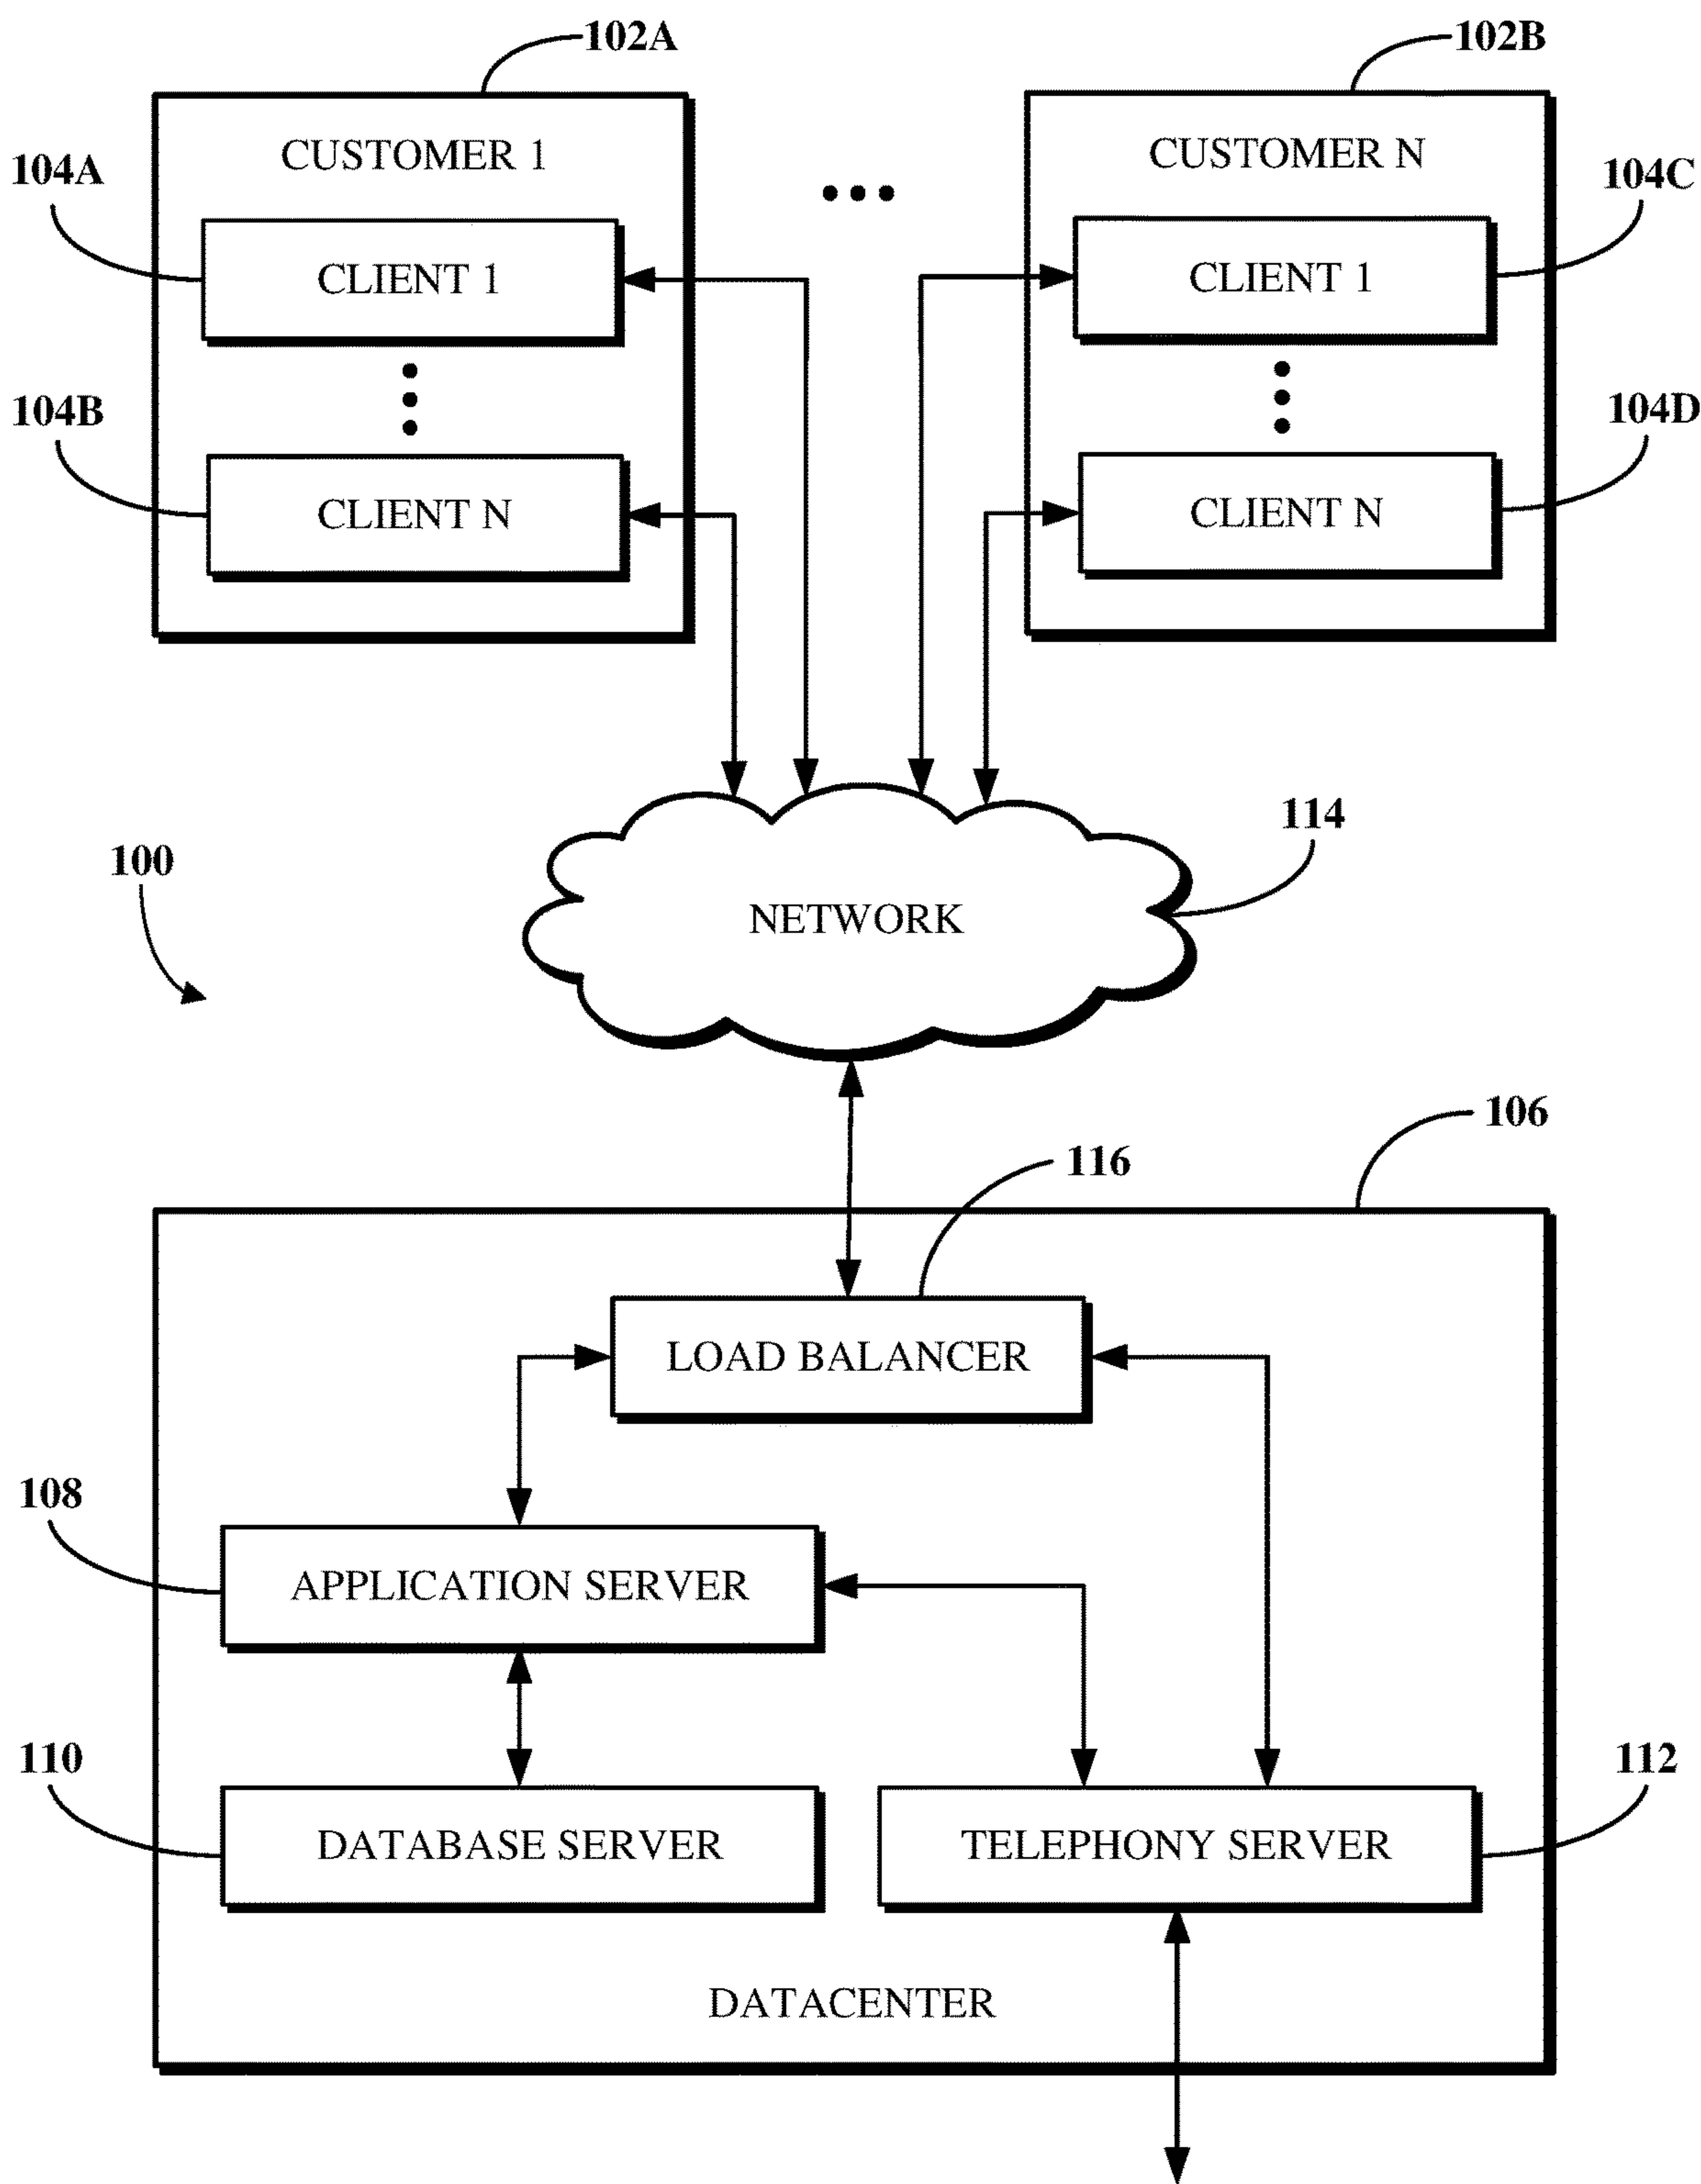 102A
102B
CUSTOMER 1
CUSTOMER N
104A
104C
CLIENT 1
CLIENT 1
104B
104D
CLIENT N
CLIENT N
114
100
NETWORK
106
116
LOAD BALANCER
108
APPLICATION SERVER
110
112
DATABASE SERVER
TELEPHONY SERVER
DATACENTER